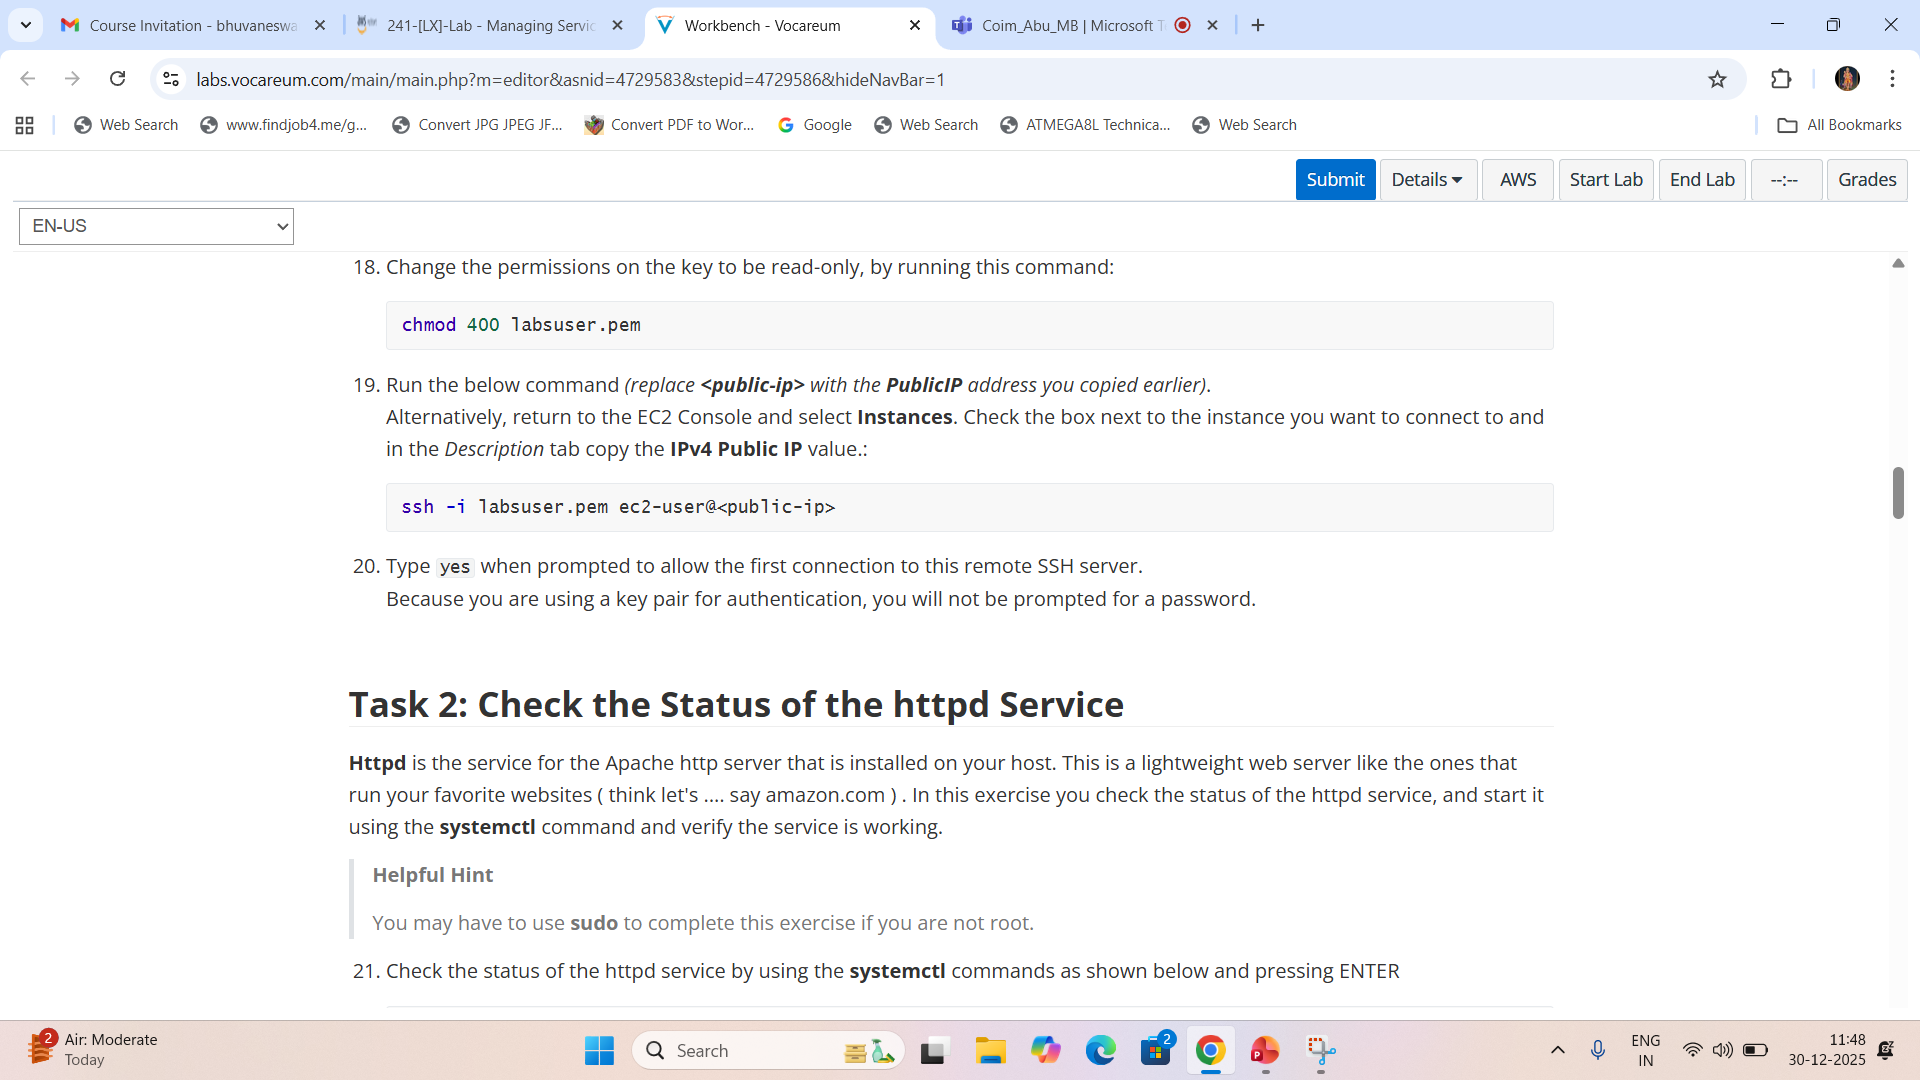 Course Invitation - bhuvaneswa
241-[LX]-Lab - Managing Servic
Workbench - Vocareum
Coim_Abu_MB | Microsoft T
labs.vocareum.com/main/main.php?m=editor&asnid=4729583&stepid=4729586&hideNavBar=1
Web Search
www.findjob4.me/g...
Convert JPG JPEG JF...
Convert PDF to Wor...
Google
Web Search
ATMEGA8L Technica...
Web Search
All Bookmarks
Submit
Details
AWS
Start Lab
End Lab
--:--
Grades
EN-US
18. Change the permissions on the key to be read-only, by running this command:
chmod 400 labsuser.pem
19. Run the below command (replace <public-ip> with the PublicIP address you copied earlier).
Alternatively, return to the EC2 Console and select Instances. Check the box next to the instance you want to connect to and
in the Description tab copy the IPv4 Public IP value.:
ssh -i labsuser.pem ec2-user@<public-ip>
20. Type yes when prompted to allow the first connection to this remote SSH server.
Because you are using a key pair for authentication, you will not be prompted for a password.
Task 2: Check the Status of the httpd Service
Httpd is the service for the Apache http server that is installed on your host. This is a lightweight web server like the ones that
run your favorite websites ( think let's .... say amazon.com ) . In this exercise you check the status of the httpd service, and start it
using the systemctl command and verify the service is working.
Helpful Hint
You may have to use sudo to complete this exercise if you are not root.
21. Check the status of the httpd service by using the systemctl commands as shown below and pressing ENTER
2
Air: Moderate
Today
Search
2
ENG
IN
11:48
30-12-2025